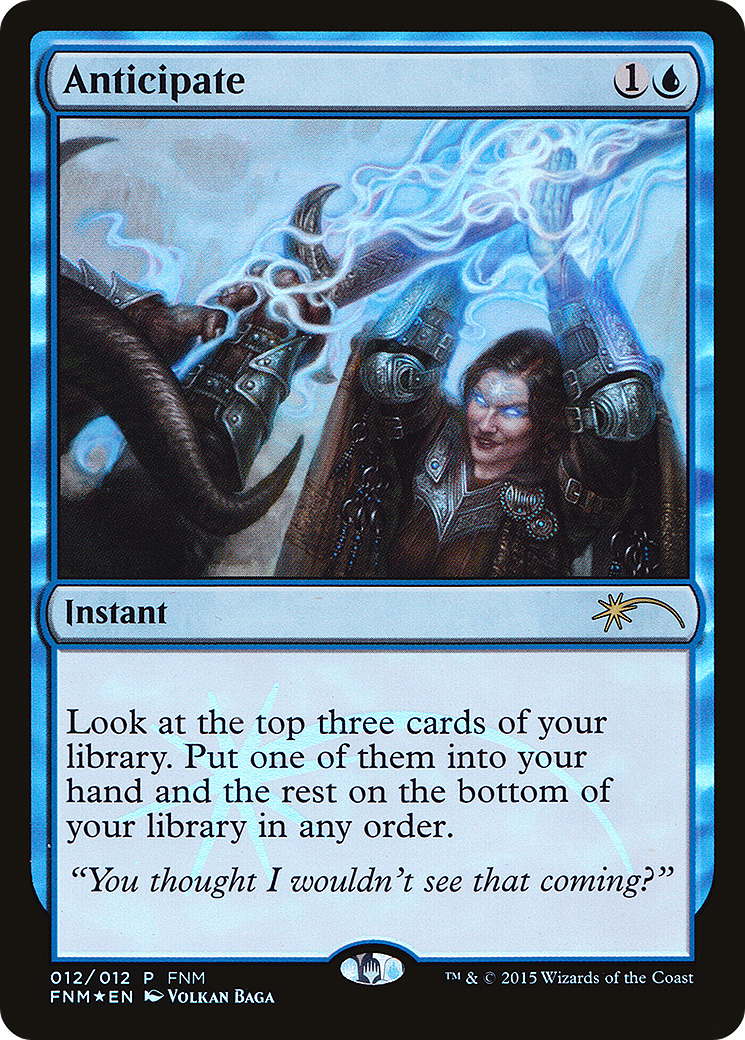 Anticipate 1
Instant
Look at the top three cards of your
library. Put one of them into your
hand and the rest on the bottom of
your library in any order.
“You thought I wouldn’t see that coming?”
012/012 P FNM
FNM★EN Volkan Baga
™ & © 2015 Wizards of the Coast